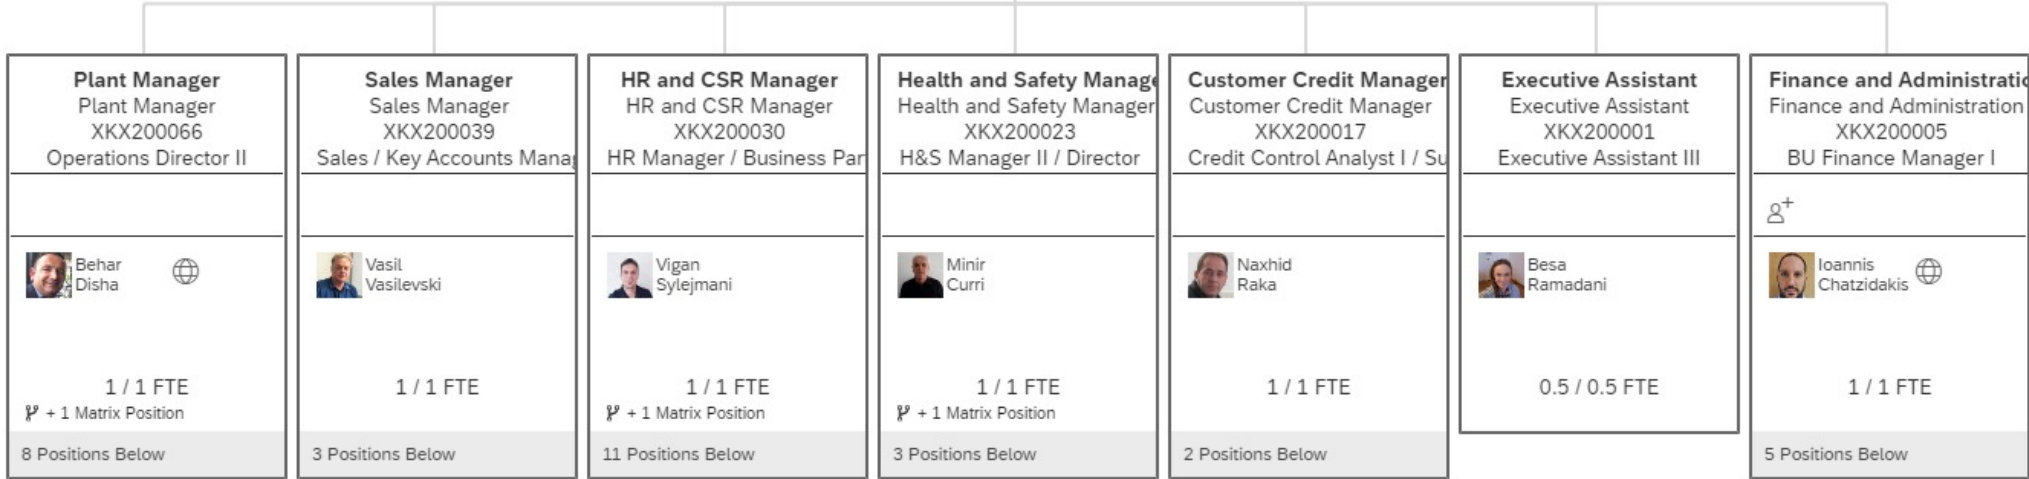 Plant Manager
Plant Manager
XKX200066
Operations Director II
Behar
Disha
1 / 1 FTE
+ 1 Matrix Position
8 Positions Below
Sales Manager
Sales Manager
XKX200039
Sales / Key Accounts Manag
Vasil
Vasilevski
1 / 1 FTE
3 Positions Below
HR and CSR Manager
HR and CSR Manager
XKX200030
HR Manager / Business Par
Vigan
Sylejmani
1 / 1 FTE
+ 1 Matrix Position
11 Positions Below
Health and Safety Manage
Health and Safety Manager
XKX200023
H&S Manager II / Director
Minir
Curri
1 / 1 FTE
+ 1 Matrix Position
3 Positions Below
Customer Credit Manager
Customer Credit Manager
XKX200017
Credit Control Analyst I / Su
Naxhid
Raka
1 / 1 FTE
2 Positions Below
Executive Assistant
Executive Assistant
XKX200001
Executive Assistant III
Besa
Ramadani
0.5 / 0.5 FTE
Finance and Administratio
Finance and Administration
XKX200005
BU Finance Manager I
Ioannis
Chatzidakis
1 / 1 FTE
5 Positions Below